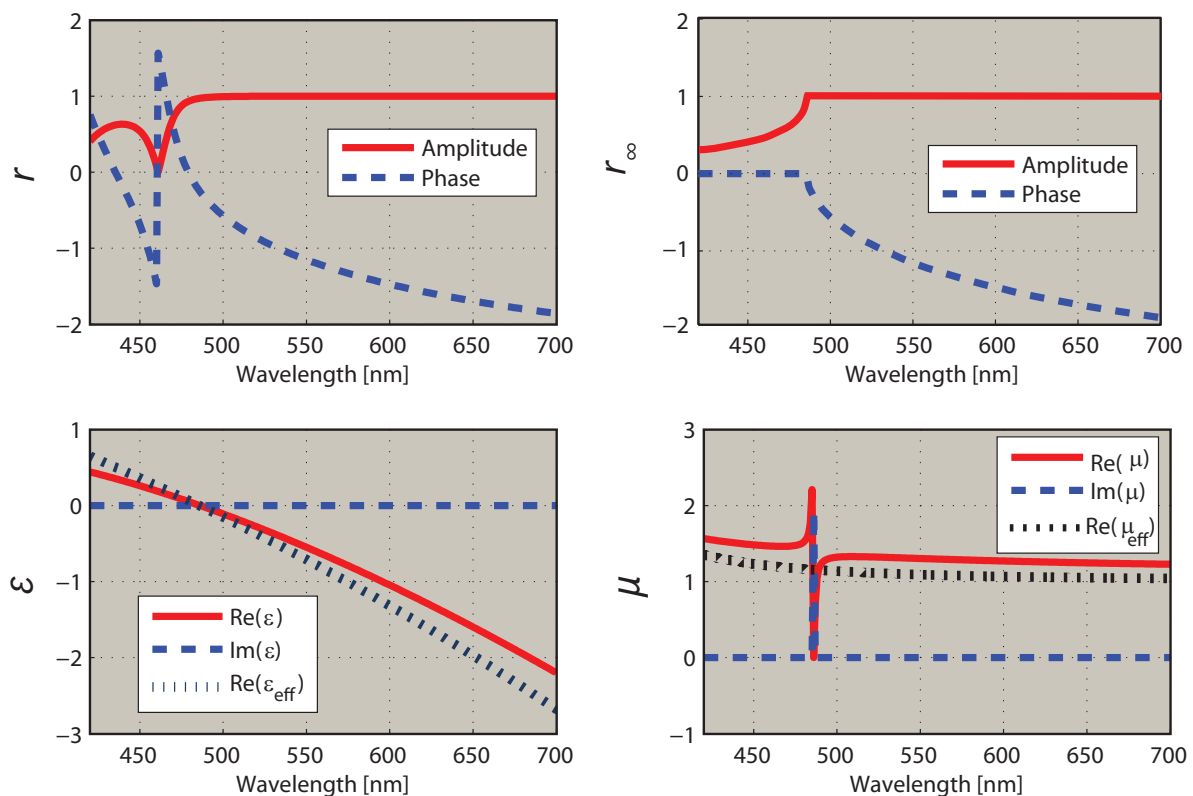 2
1
0
−1
−2
r
Amplitude
Phase
450 500 550 600 650 700
Wavelength [nm]
2
1
0
−1
−2
r∞
Amplitude
Phase
450 500 550 600 650 700
Wavelength [nm]
1
0
−1
−2
−3
ε
Re(ε)
Im(ε)
Re(εeff)
450 500 550 600 650 700
Wavelength [nm]
3
2
1
0
−1
μ
Re( μ)
Im(μ)
Re(μeff)
450 500 550 600 650 700
Wavelength [nm]